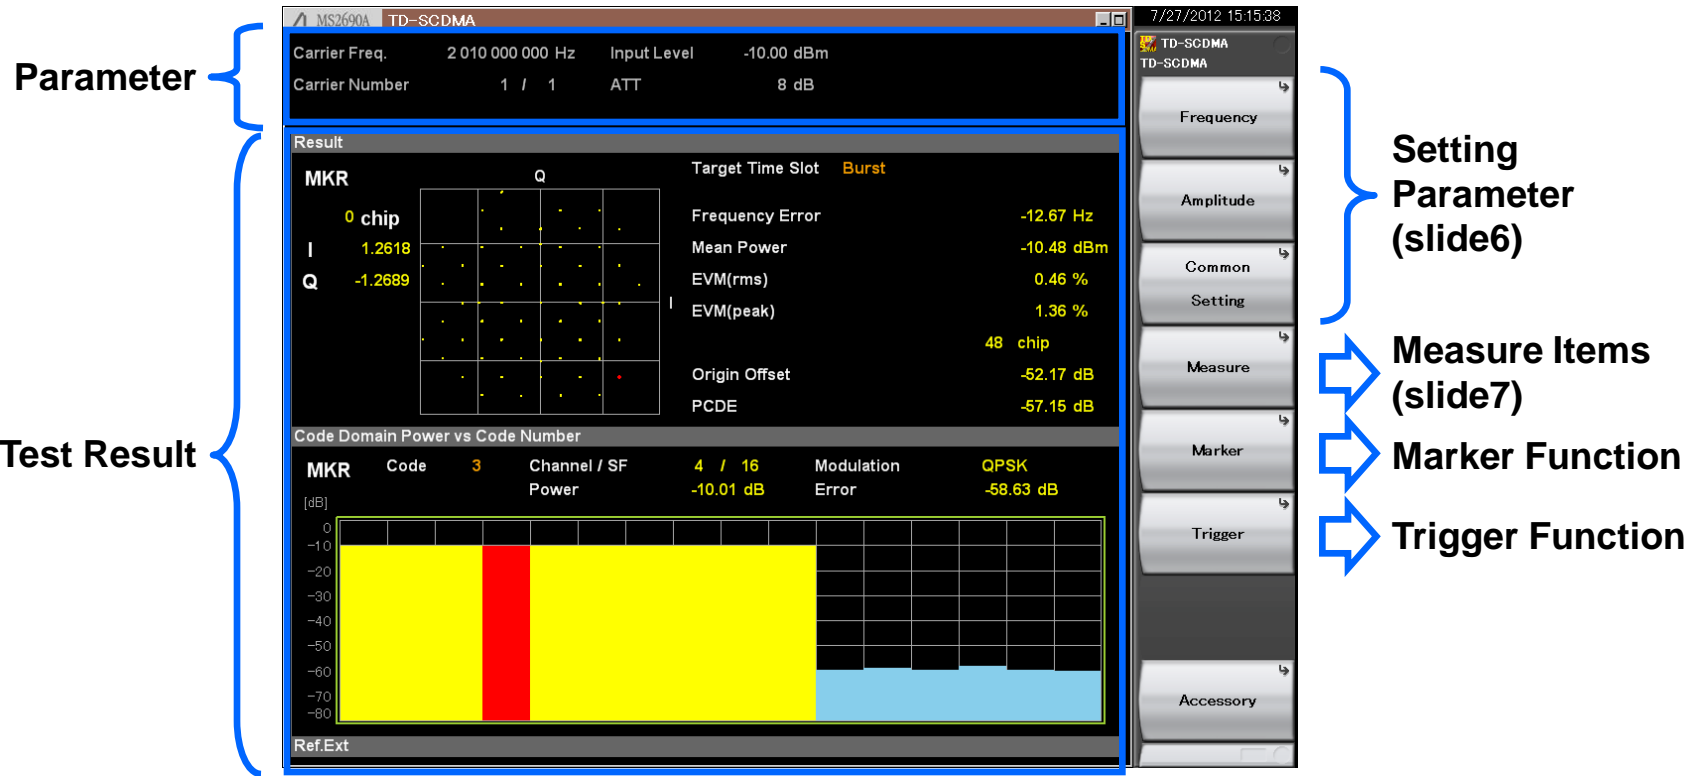 MS2690A TD-SCDMA
7/27/2012 15:15:38
Parameter
Carrier Freq. 2 010 000 000 Hz Input Level -10.00 dBm
Carrier Number 1 / 1 ATT 8 dB
TD-SCDMA
TD-SCDMA
Frequency
Amplitude
Common
Setting
Measure
Marker
Trigger
Accessory
Setting
Parameter
(slide6)
Measure Items
(slide7)
Marker Function
Trigger Function
Test Result
Result
MKR
0 chip
I 1.2618
Q -1.2689
Q
I
Target Time Slot Burst
Frequency Error -12.67 Hz
Mean Power -10.48 dBm
EVM(rms) 0.46 %
EVM(peak) 1.36 %
48 chip
Origin Offset -52.17 dB
PCDE -57.15 dB
Code Domain Power vs Code Number
MKR Code 3 Channel / SF 4 / 16 Modulation QPSK
Power -10.01 dB Error -58.63 dB
[dB]
0
-10
-20
-30
-40
-50
-60
-70
-80
Ref.Ext